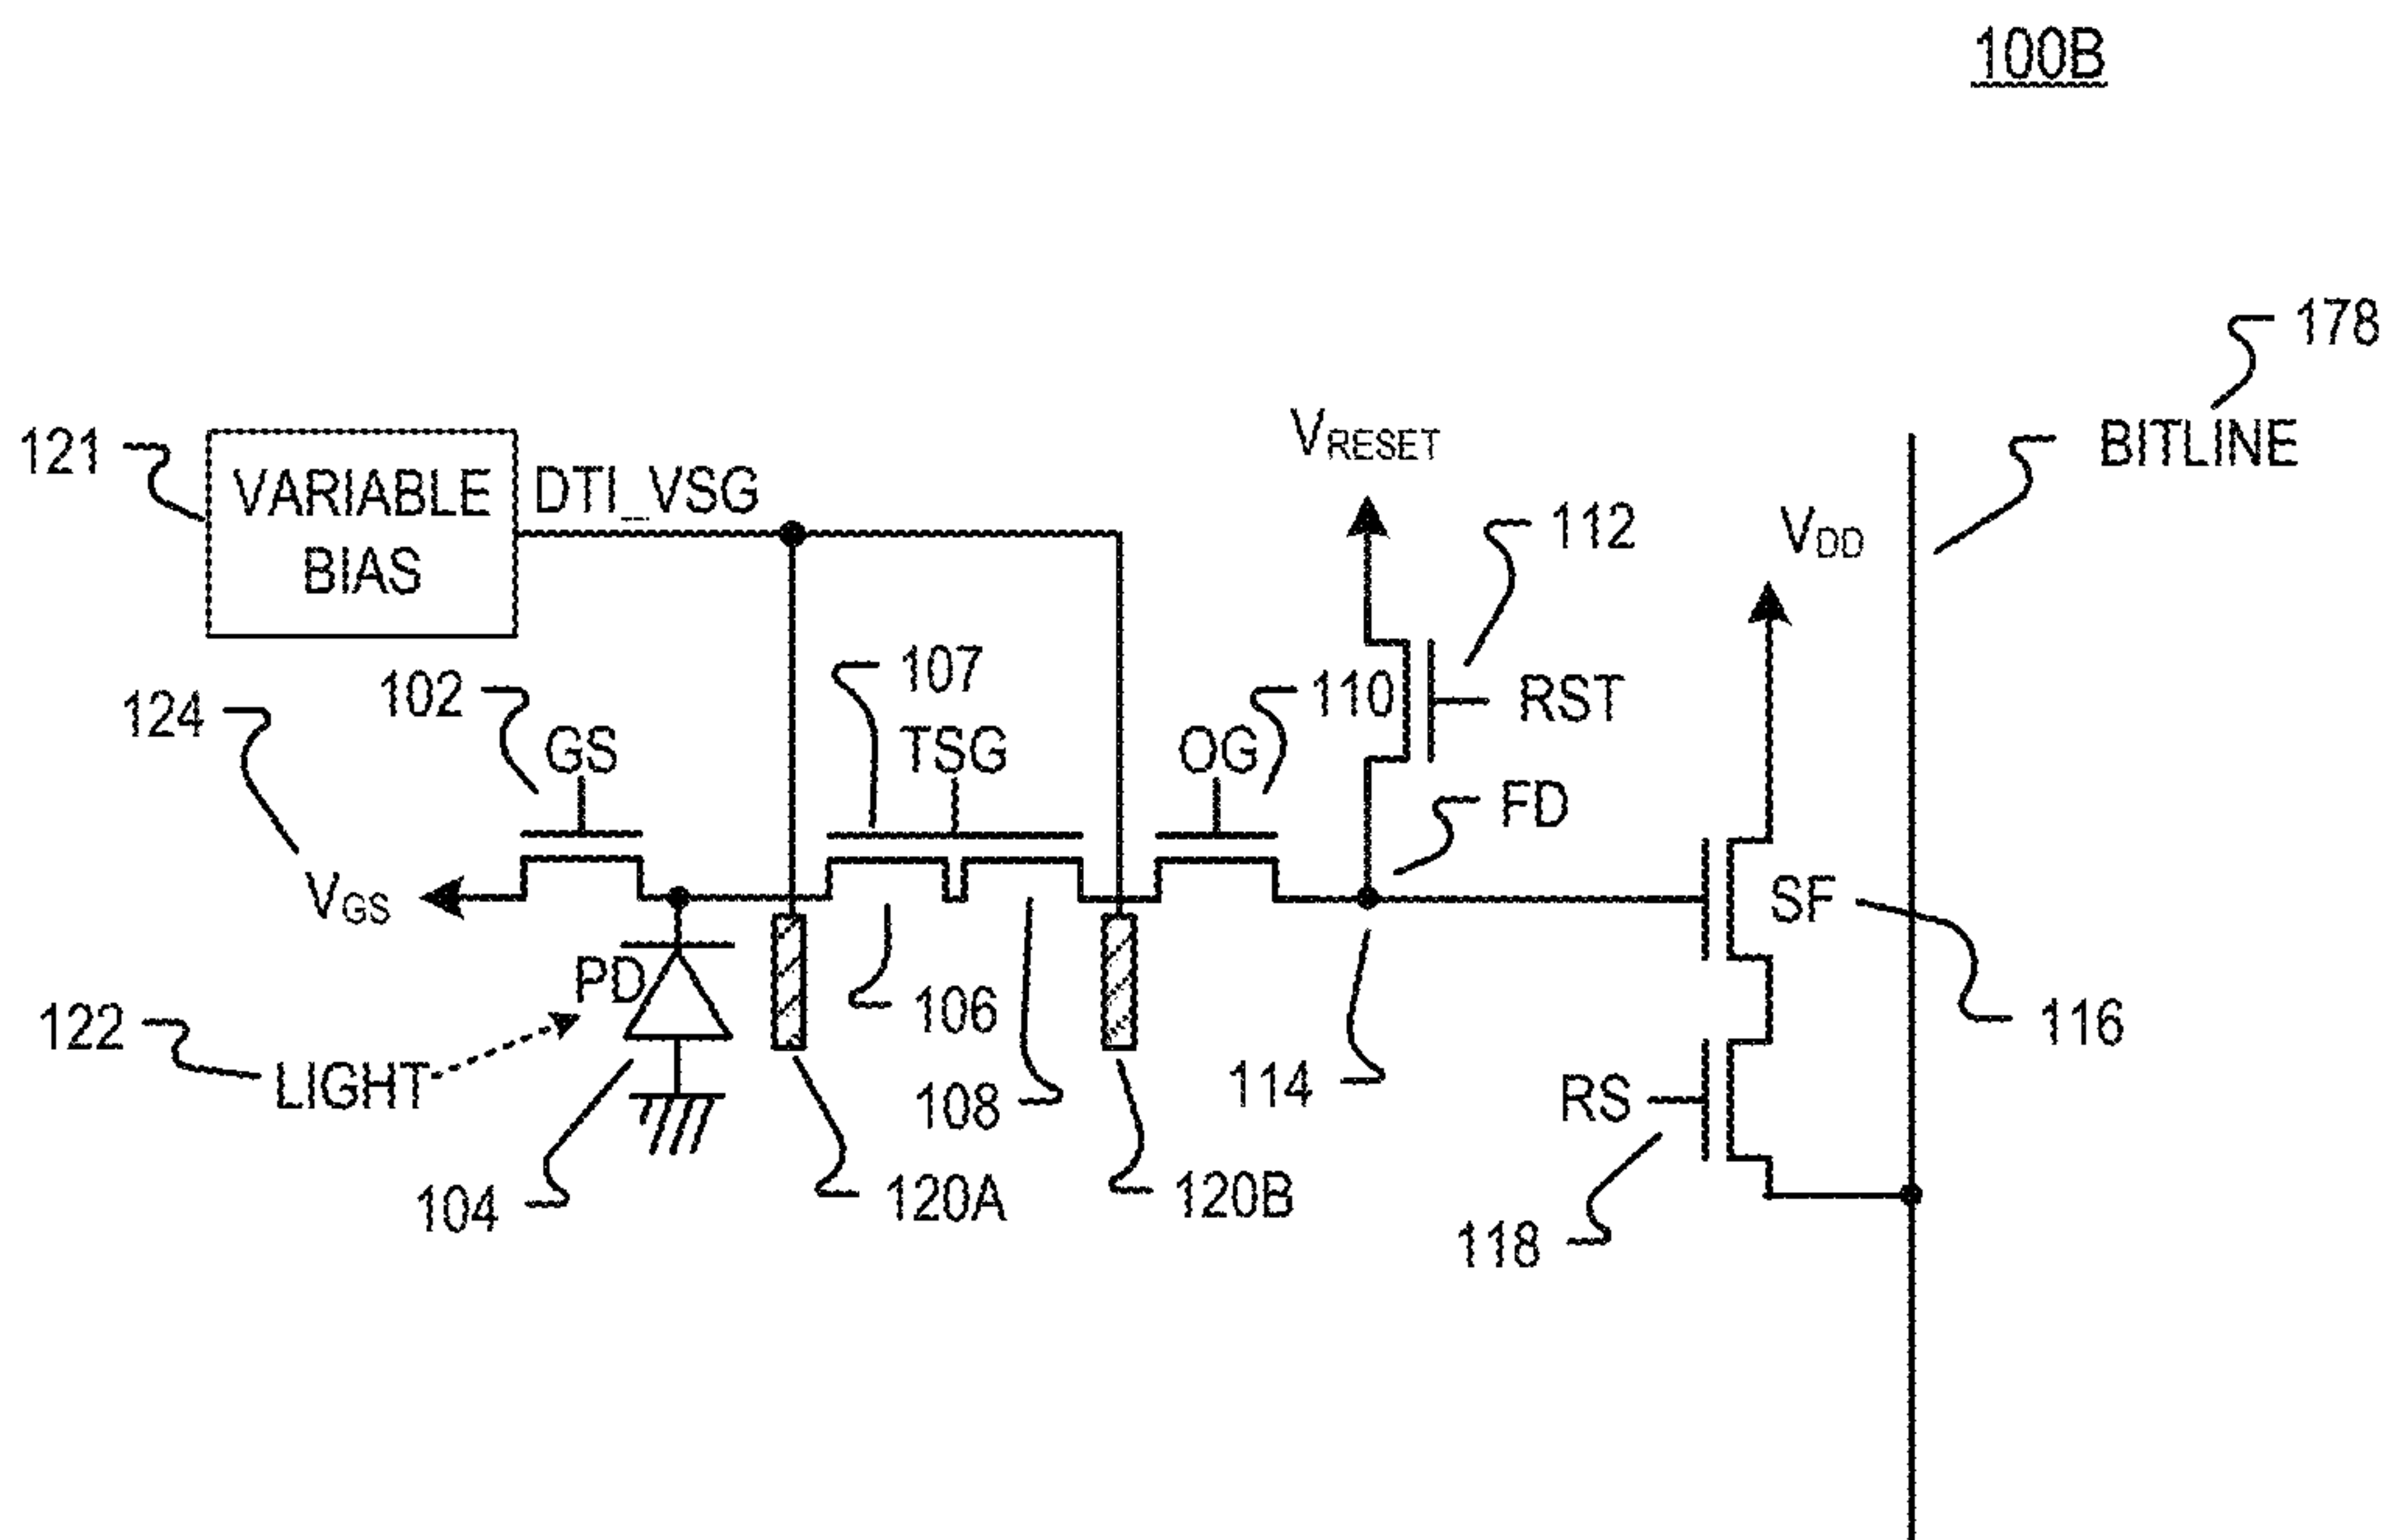 100B
178
BITLINE
VRESET
121
VARIABLE
BIAS
DTI_VSG
112
VDD
107
102
124
110
RST
GS
TSG
OG
FD
VGS
SF
PD
106
116
122
LIGHT
108
114
RS
104
120A
120B
118